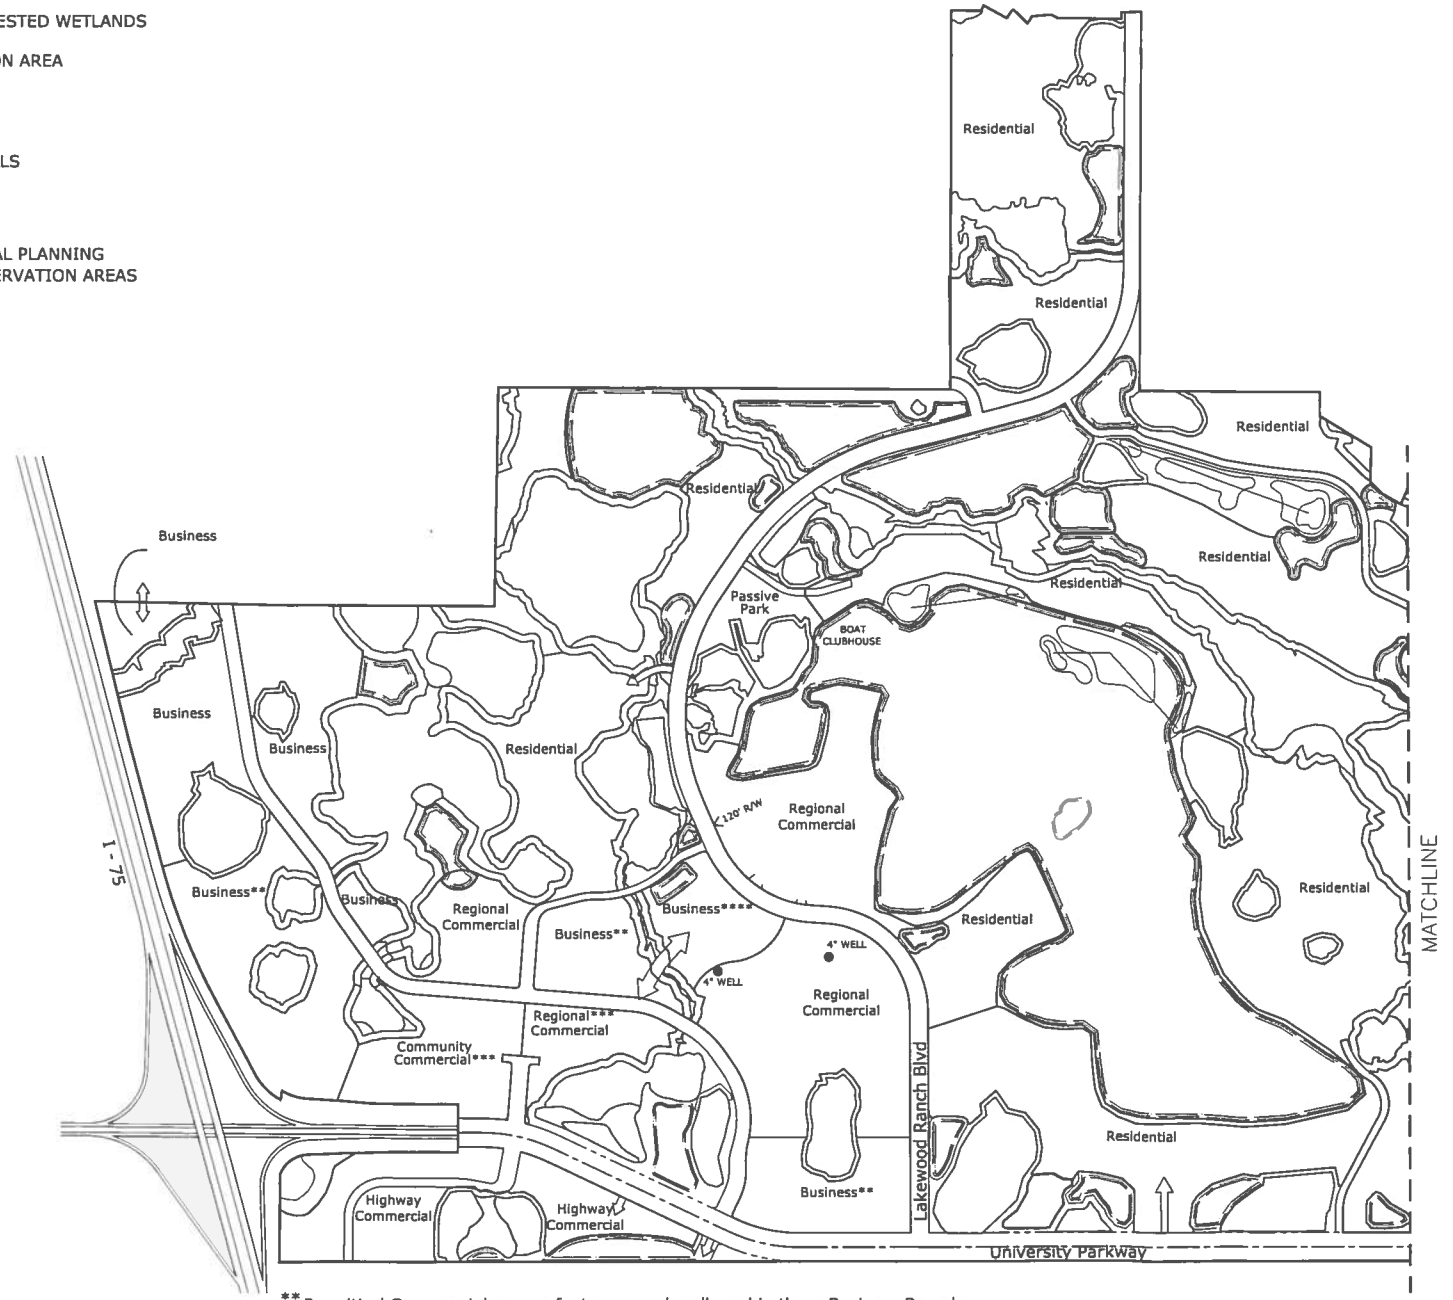 ESTED WETLANDS
ON AREA
LS
AL PLANNING
ERVATION AREAS
Residential
Residential
Residential
Residential
Business
Residential
Residential
Passive
Park
BOAT
CLUBHOUSE
Business
Business
Residential
120' R/W
Regional
Commercial
I - 75
MATCHLINE
Business**
Business
Regional
Commercial
Business****
Residential
Residential
Business**
4" WELL
4" WELL
Regional
Commercial
Regional***
Commercial
Community
Commercial***
Lakewood Ranch Blvd
Residential
Business**
Highway
Commercial
Highway
Commercial
University Parkway